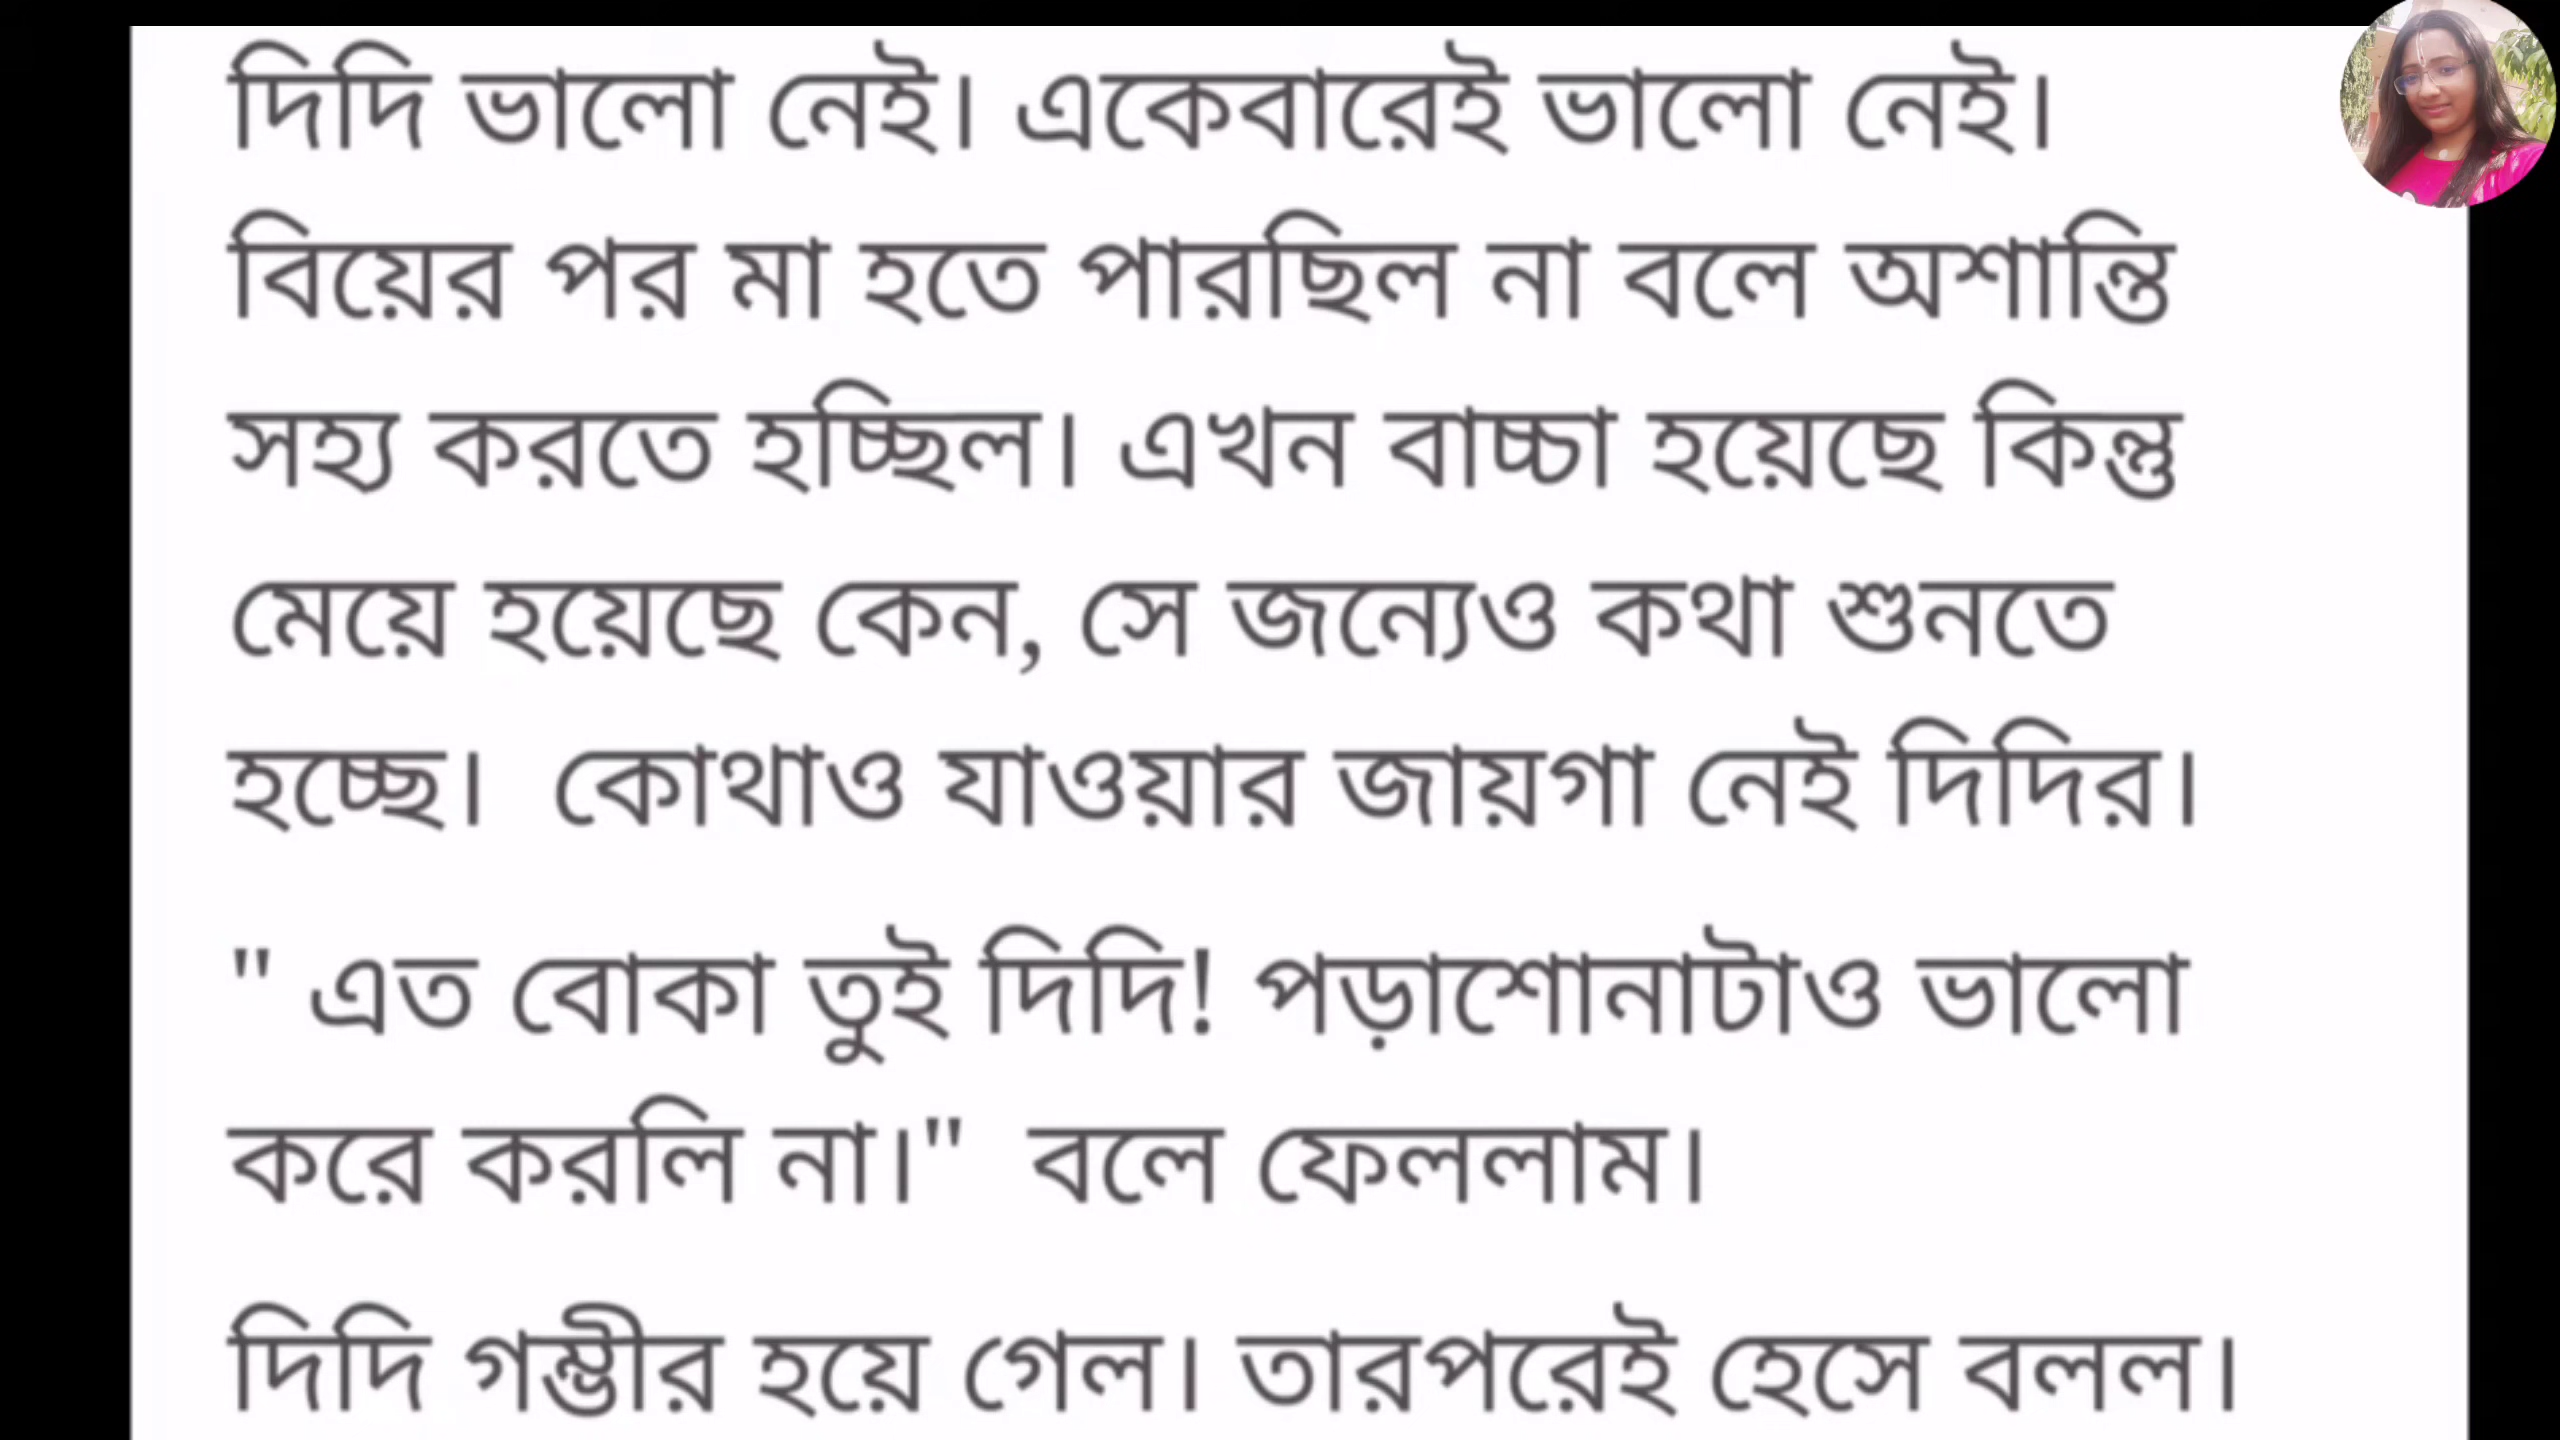 দিদি ভালো নেই। একেবারেই ভালো নেই।
বিয়ের পর মা হতে পারছিল না বলে অশান্তি
সহ্য করতে হচ্ছিল। এখন বাচ্চা হয়েছে কিন্তু
মেয়ে হয়েছে কেন, সে জন্যেও কথা শুনতে
হচ্ছে। কোথাও যাওয়ার জায়গা নেই দিদির।
" এত বোকা তুই দিদি! পড়াশোনাটাও ভালো
করে করলি না।" বলে ফেললাম।
দিদি গম্ভীর হয়ে গেল। তারপরেই হেসে বলল।